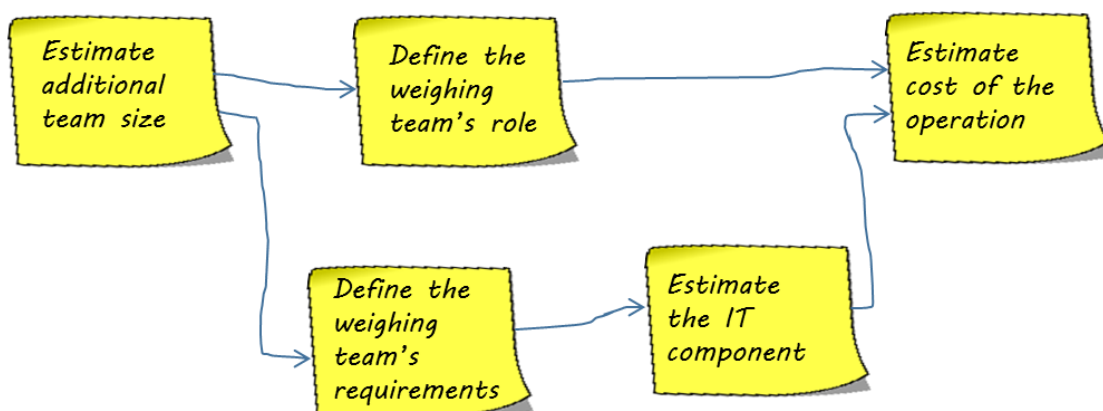 Estimate
additional
team size
Define the
weighing
team's role
Estimate
cost of the
operation
Define the
weighing
team's
requirements
Estimate
the IT
component